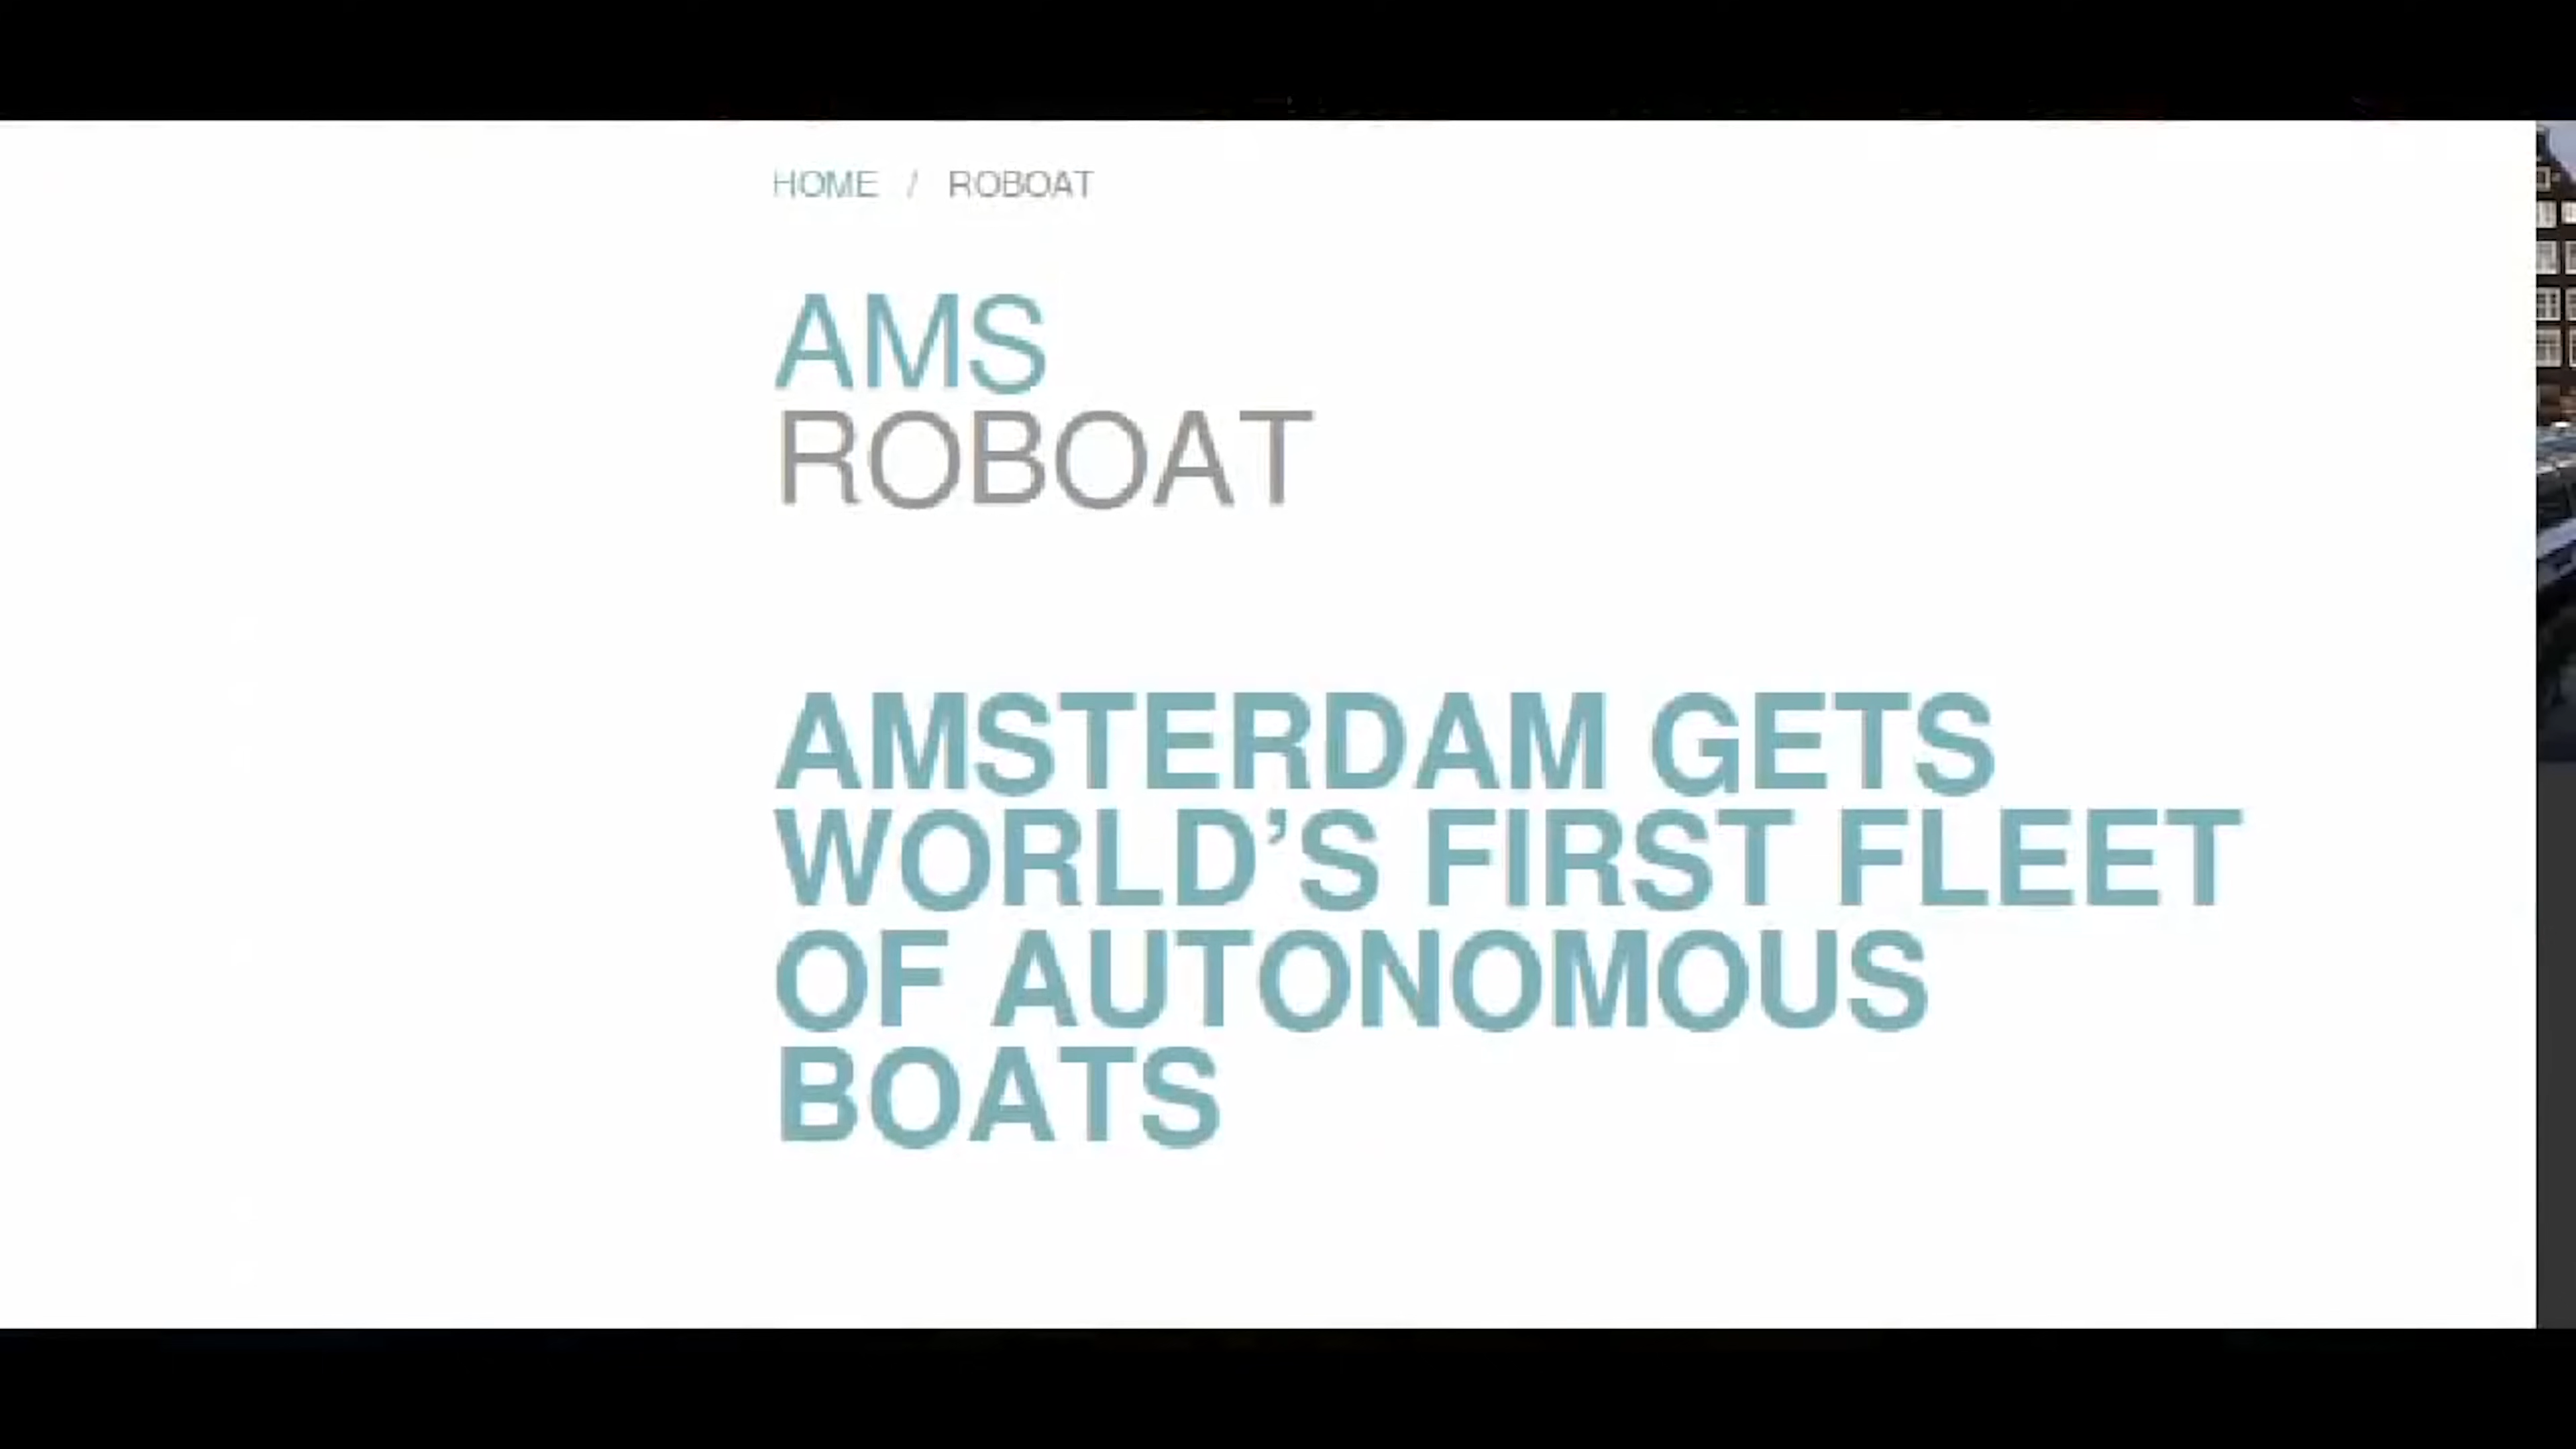 HOME / ROBOAT
AMS
ROBOAT
AMSTERDAM GETS
WORLD’S FIRST FLEET
OF AUTONOMOUS
BOATS